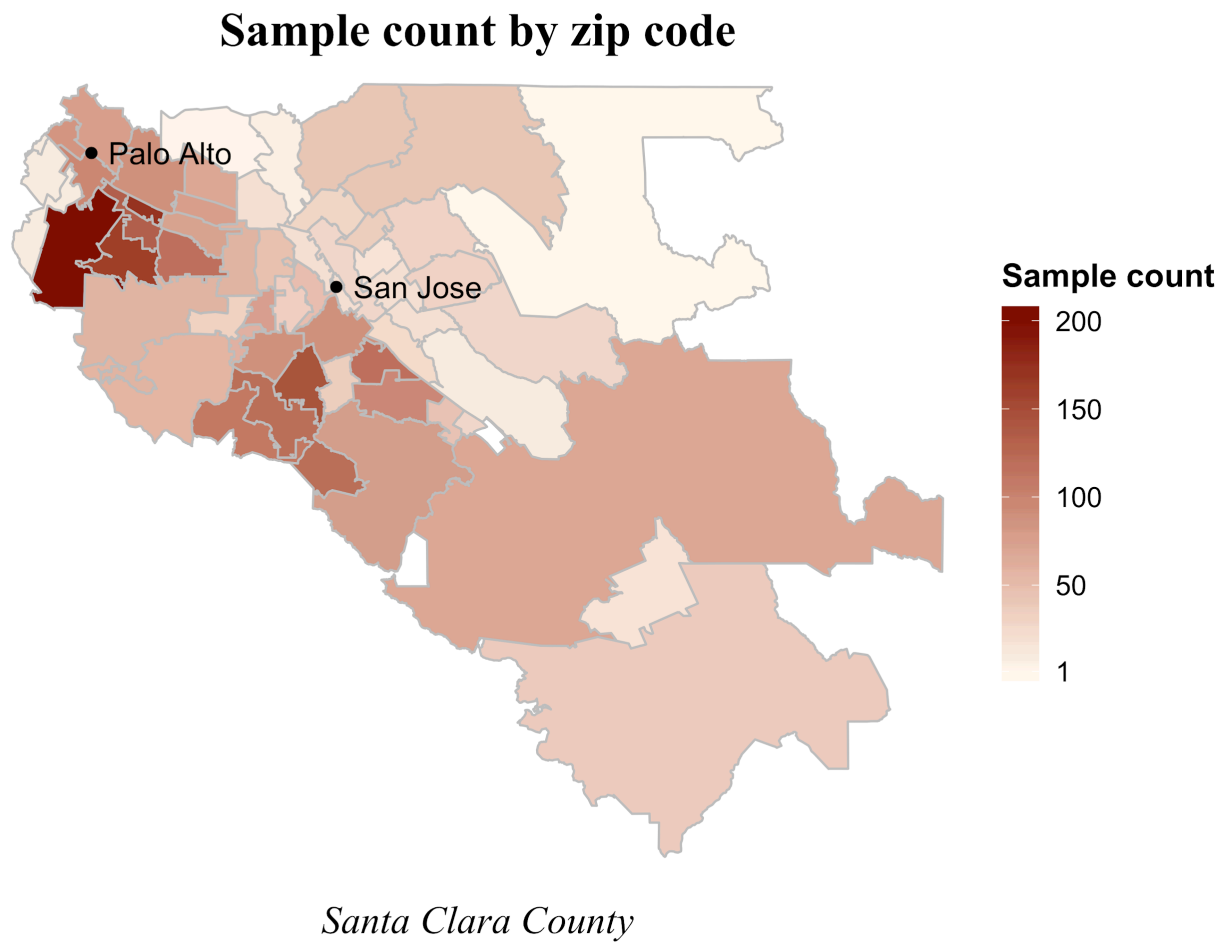 Sample count by zip code
Palo Alto
San Jose
Sample count
200
150
100
50
1
Santa Clara County